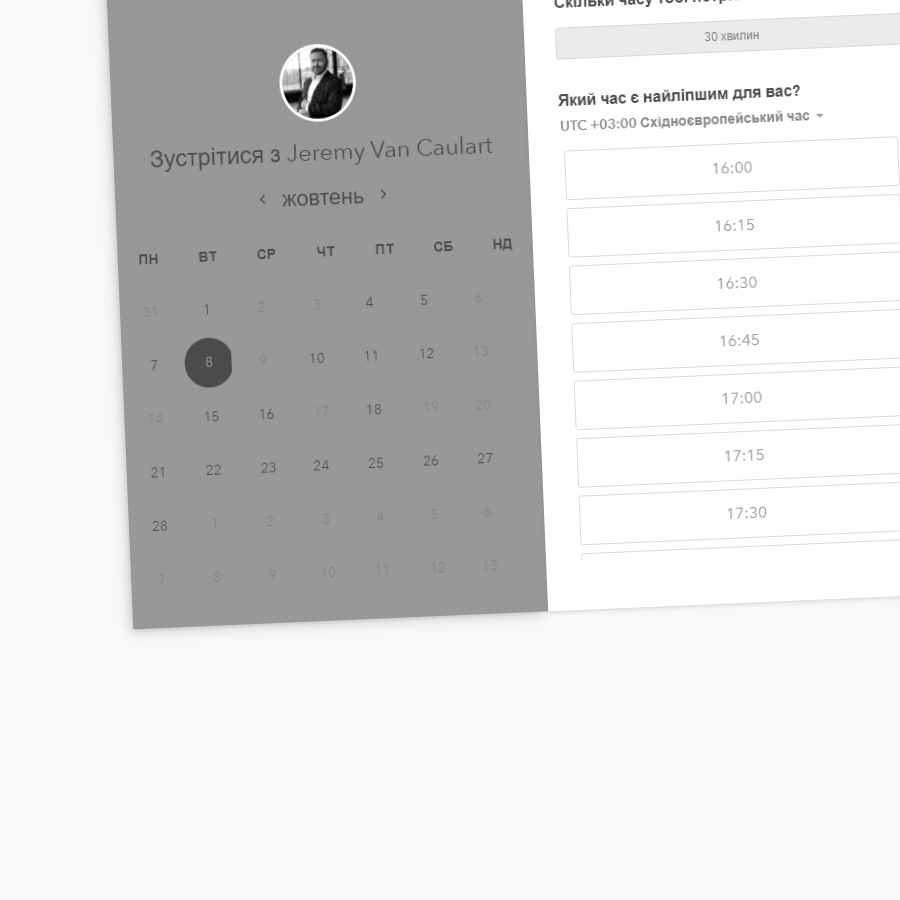 Зустрітися з Jeremy Van Caulart
‹ жовтень ›
ПН ВТ СР ЧТ ПТ СБ НД
31 1 2 3 4 5 6
7 8 9 10 11 12 13
14 15 16 17 18 19 20
21 22 23 24 25 26 27
28 1 2 3 4 5 6
7 8 9 10 11 12 13
Скільки часу
30 хвилин
Який час є найліпшим для вас?
UTC +03:00 Східноєвропейський час
16:00
16:15
16:30
16:45
17:00
17:15
17:30